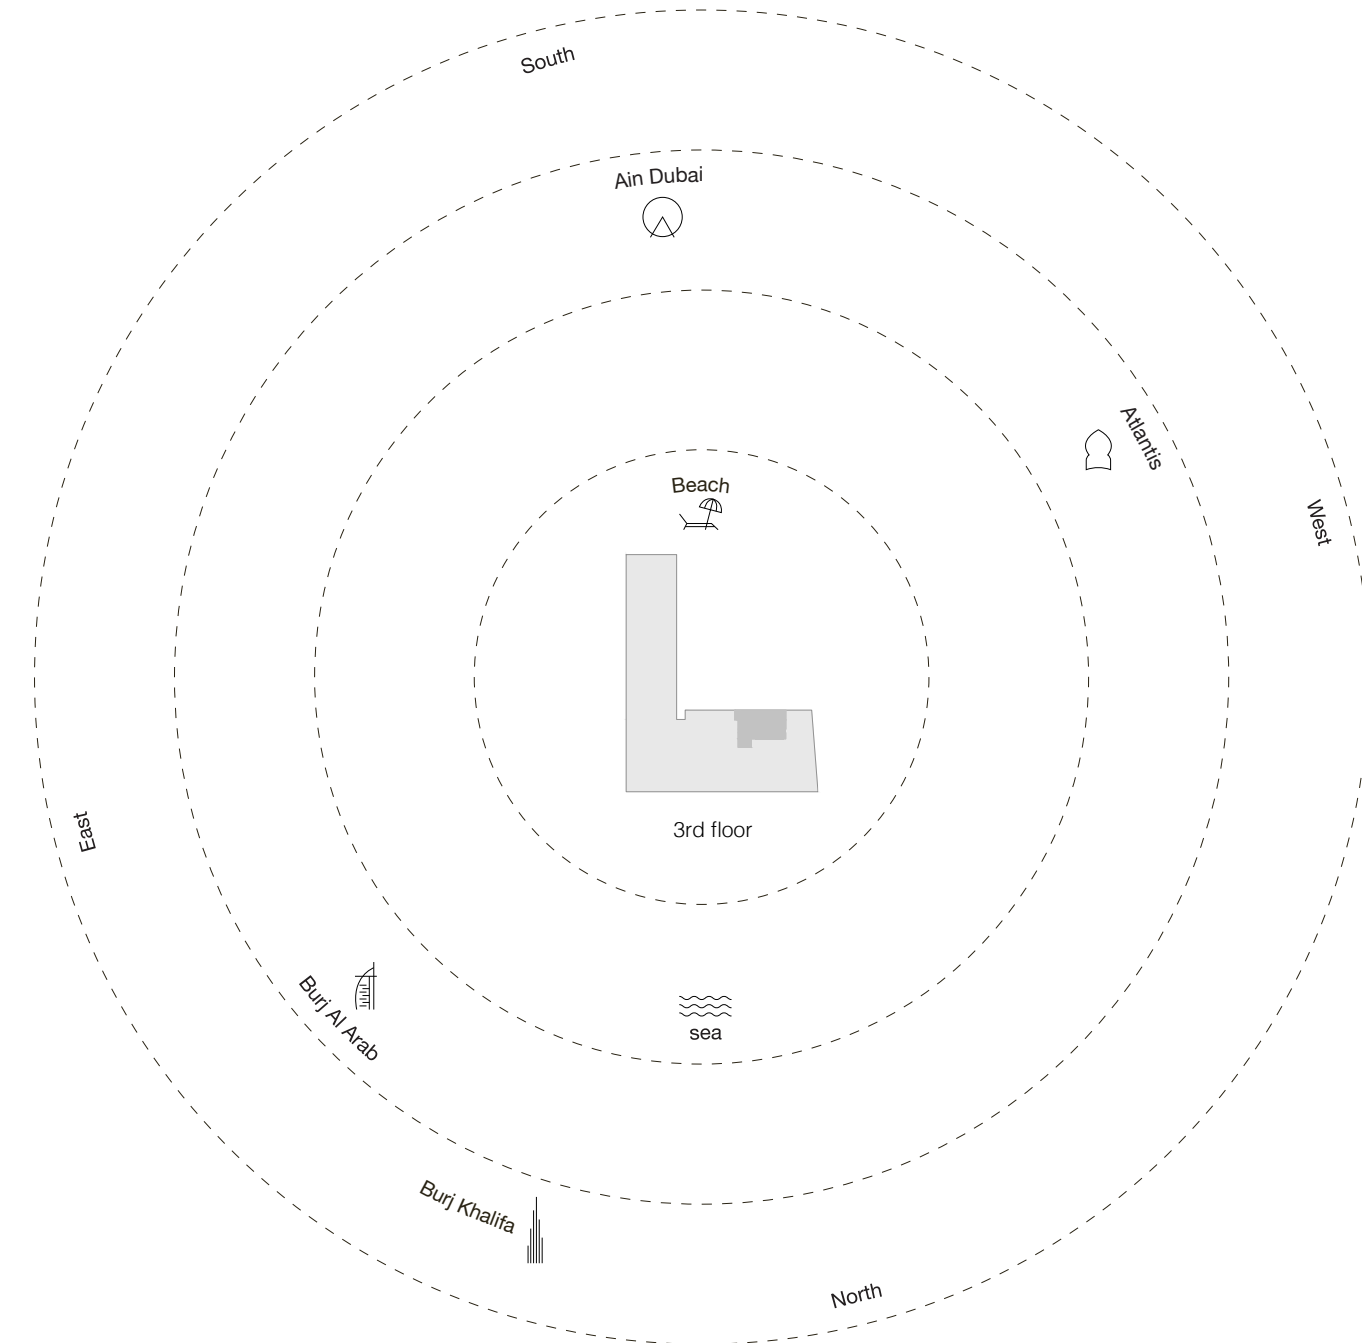 South
Ain Dubai
Atlantis
Beach
West
3rd floor
East
Burj Al Arab
sea
Burj Khalifa
North